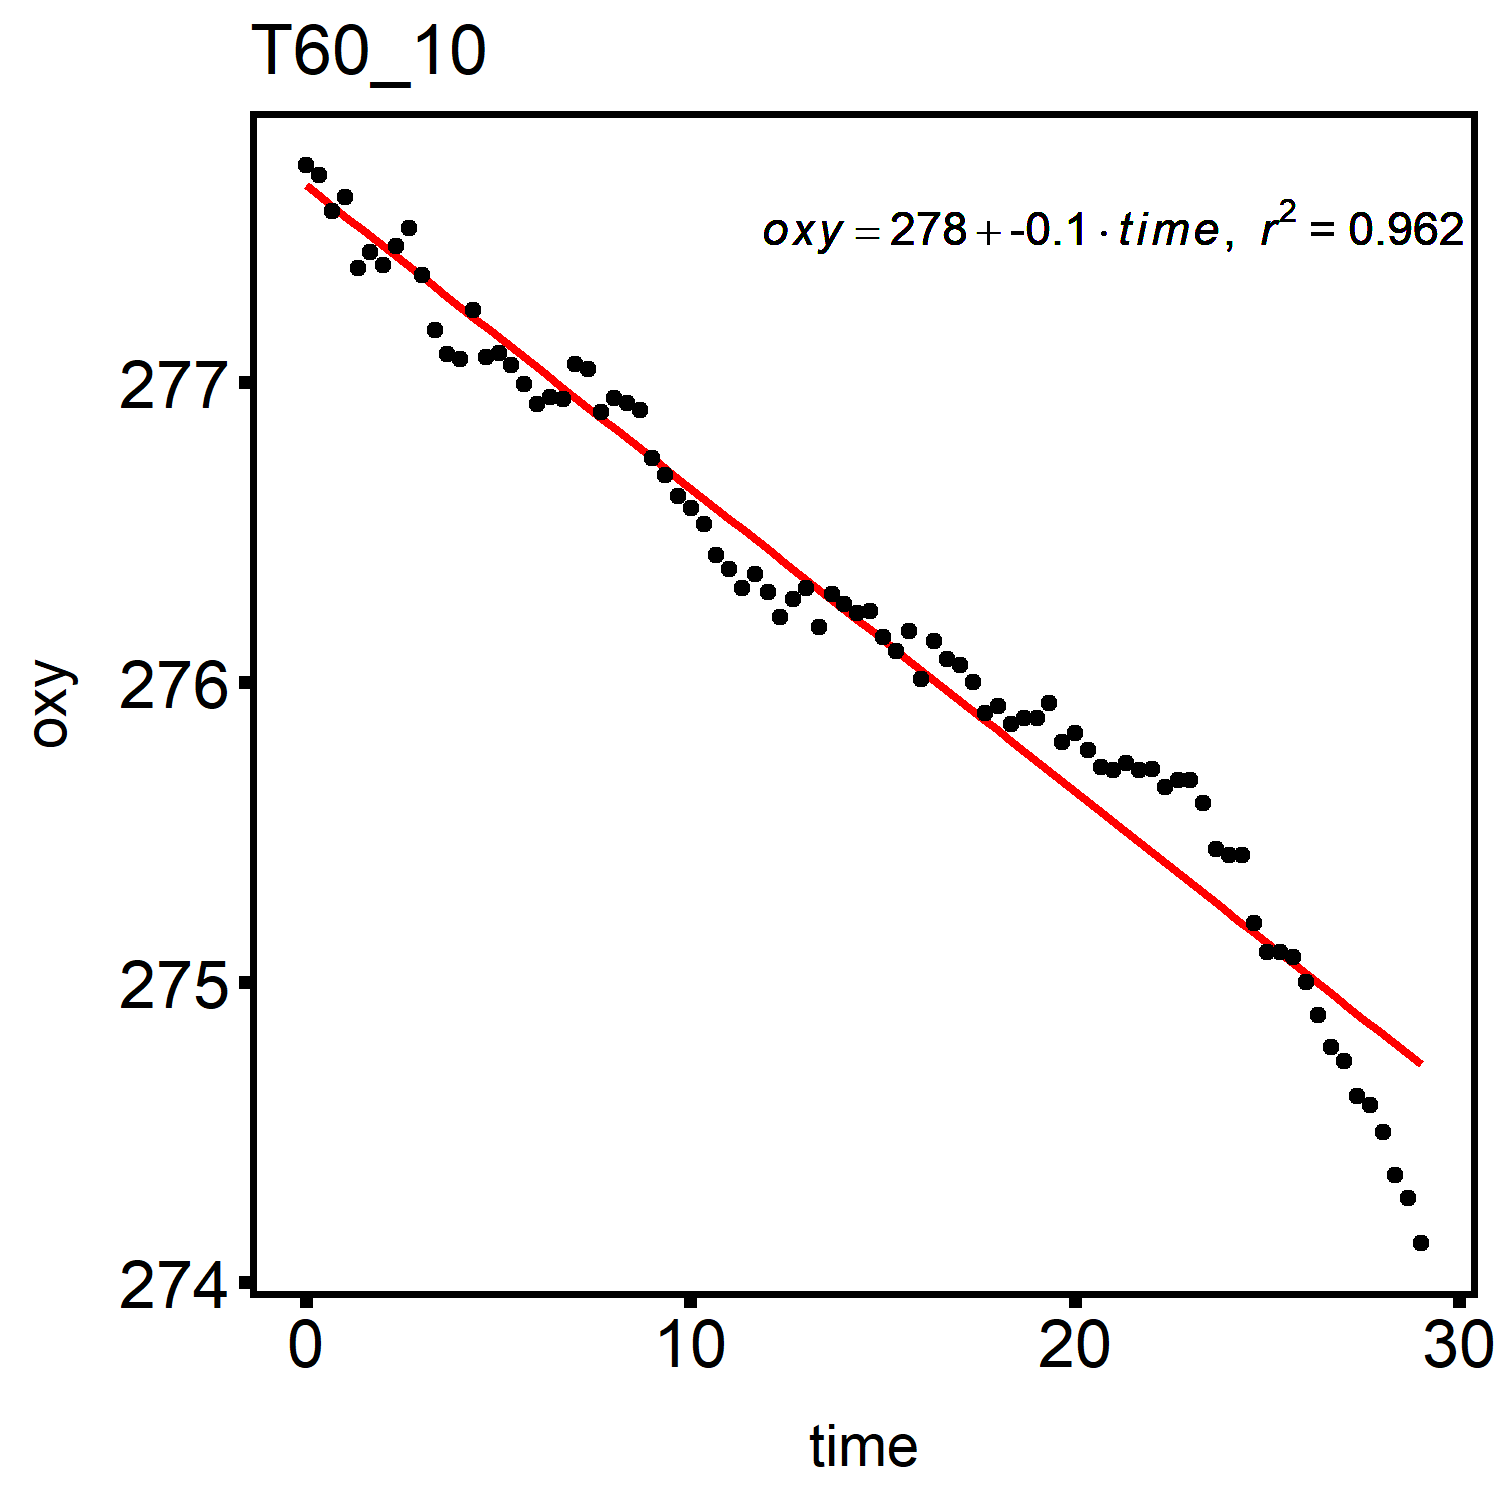 T60_10
oxy = 278 + -0.1 · time, r² = 0.962
277
276
275
274
oxy
0 10 20 30
time